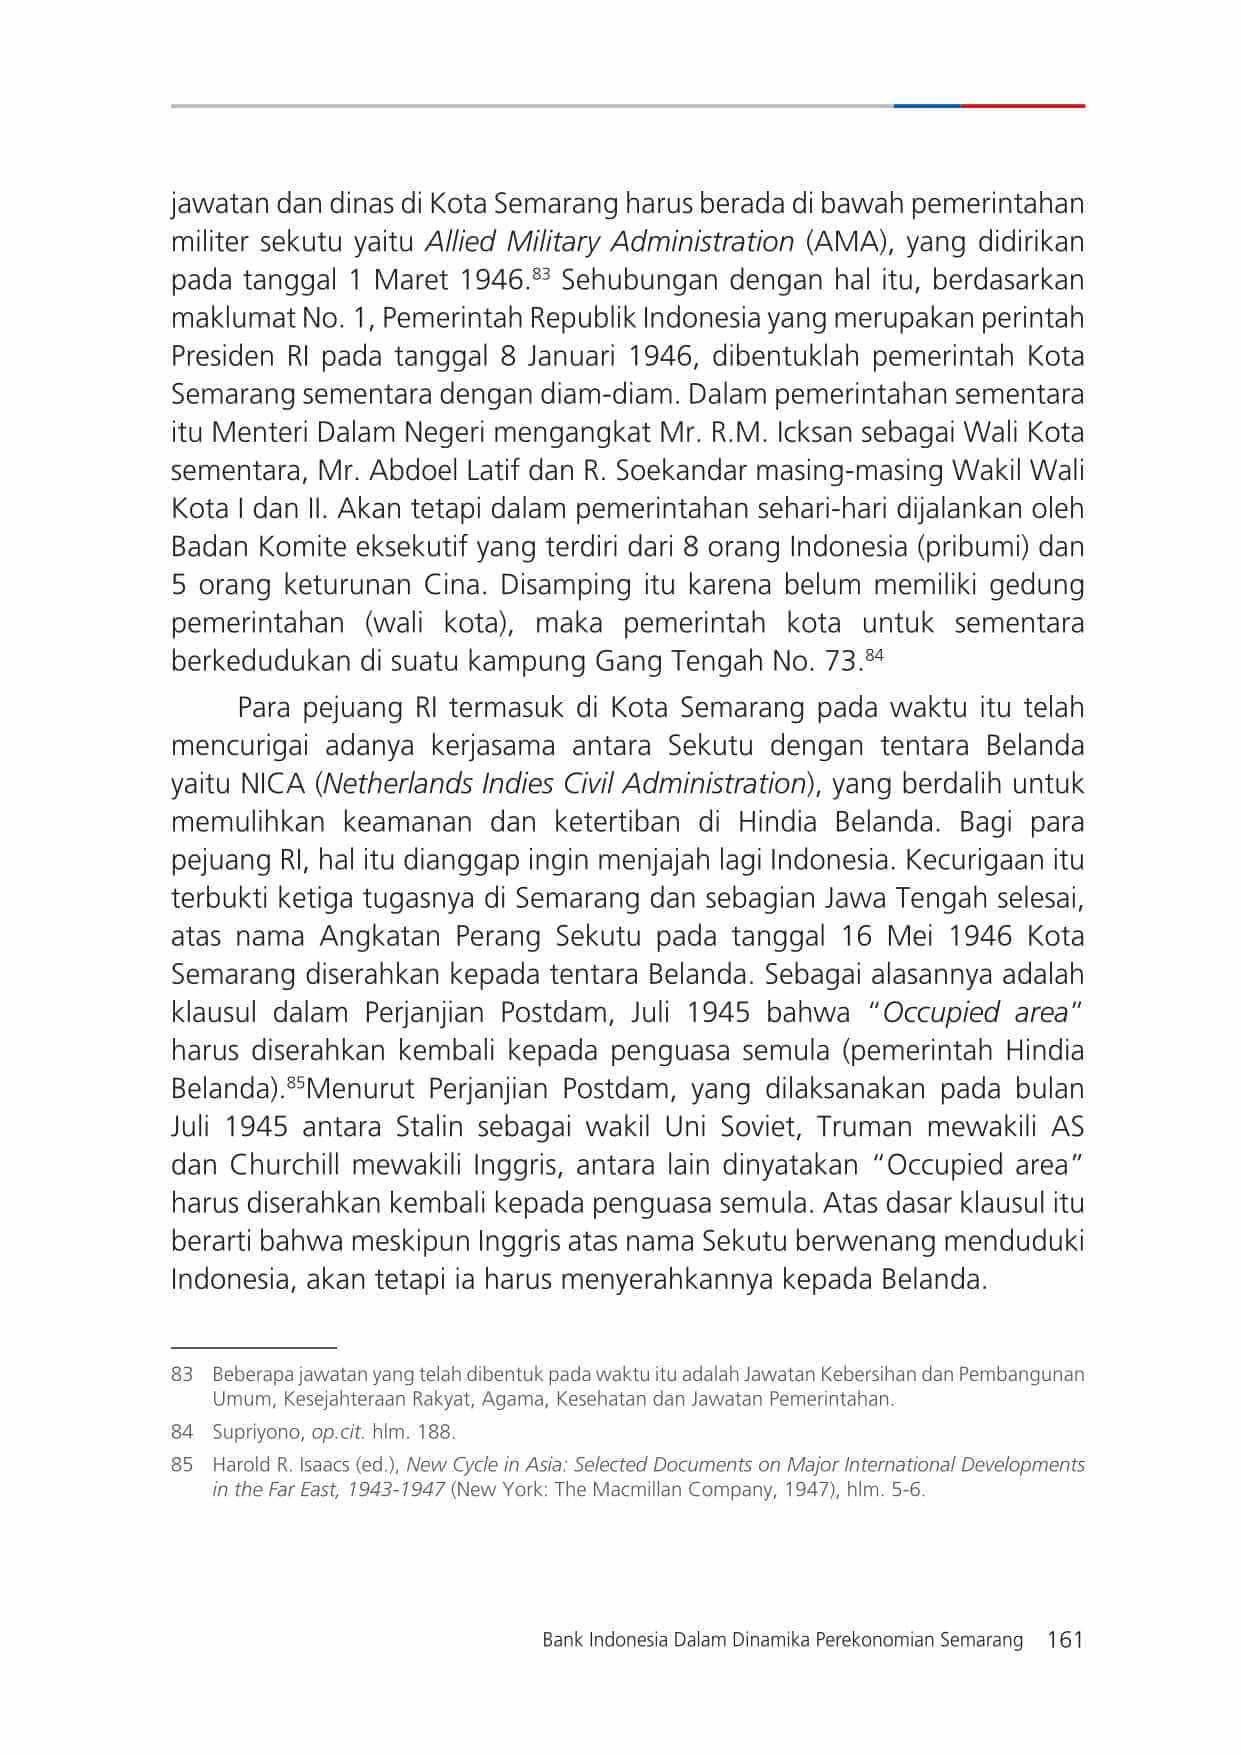 jawatan dan dinas di Kota Semarang harus berada di bawah pemerintahan
militer sekutu yaitu Allied Military Administration (AMA), yang didirikan
pada tanggal 1 Maret 1946.83 Sehubungan dengan hal itu, berdasarkan
maklumat No. 1, Pemerintah Republik Indonesia yang merupakan perintah
Presiden RI pada tanggal 8 Januari 1946, dibentuklah pemerintah Kota
Semarang sementara dengan diam-diam. Dalam pemerintahan sementara
itu Menteri Dalam Negeri mengangkat Mr. R.M. Icksan sebagai Wali Kota
sementara, Mr. Abdoel Latif dan R. Soekandar masing-masing Wakil Wali
Kota I dan II. Akan tetapi dalam pemerintahan sehari-hari dijalankan oleh
Badan Komite eksekutif yang terdiri dari 8 orang Indonesia (pribumi) dan
5 orang keturunan Cina. Disamping itu karena belum memiliki gedung
pemerintahan (wali kota), maka pemerintah kota untuk sementara
berkedudukan di suatu kampung Gang Tengah No. 73.84
Para pejuang RI termasuk di Kota Semarang pada waktu itu telah
mencurigai adanya kerjasama antara Sekutu dengan tentara Belanda
yaitu NICA (Netherlands Indies Civil Administration), yang berdalih untuk
memulihkan keamanan dan ketertiban di Hindia Belanda. Bagi para
pejuang RI, hal itu dianggap ingin menjajah lagi Indonesia. Kecurigaan itu
terbukti ketiga tugasnya di Semarang dan sebagian Jawa Tengah selesai,
atas nama Angkatan Perang Sekutu pada tanggal 16 Mei 1946 Kota
Semarang diserahkan kepada tentara Belanda. Sebagai alasannya adalah
klausul dalam Perjanjian Postdam, Juli 1945 bahwa “Occupied area”
harus diserahkan kembali kepada penguasa semula (pemerintah Hindia
Belanda).85Menurut Perjanjian Postdam, yang dilaksanakan pada bulan
Juli 1945 antara Stalin sebagai wakil Uni Soviet, Truman mewakili AS
dan Churchill mewakili Inggris, antara lain dinyatakan “Occupied area”
harus diserahkan kembali kepada penguasa semula. Atas dasar klausul itu
berarti bahwa meskipun Inggris atas nama Sekutu berwenang menduduki
Indonesia, akan tetapi ia harus menyerahkannya kepada Belanda.
83 Beberapa jawatan yang telah dibentuk pada waktu itu adalah Jawatan Kebersihan dan Pembangunan
Umum, Kesejahteraan Rakyat, Agama, Kesehatan dan Jawatan Pemerintahan.
84 Supriyono, op.cit. hlm. 188.
85 Harold R. Isaacs (ed.), New Cycle in Asia: Selected Documents on Major International Developments
in the Far East, 1943-1947 (New York: The Macmillan Company, 1947), hlm. 5-6.
Bank Indonesia Dalam Dinamika Perekonomian Semarang 161